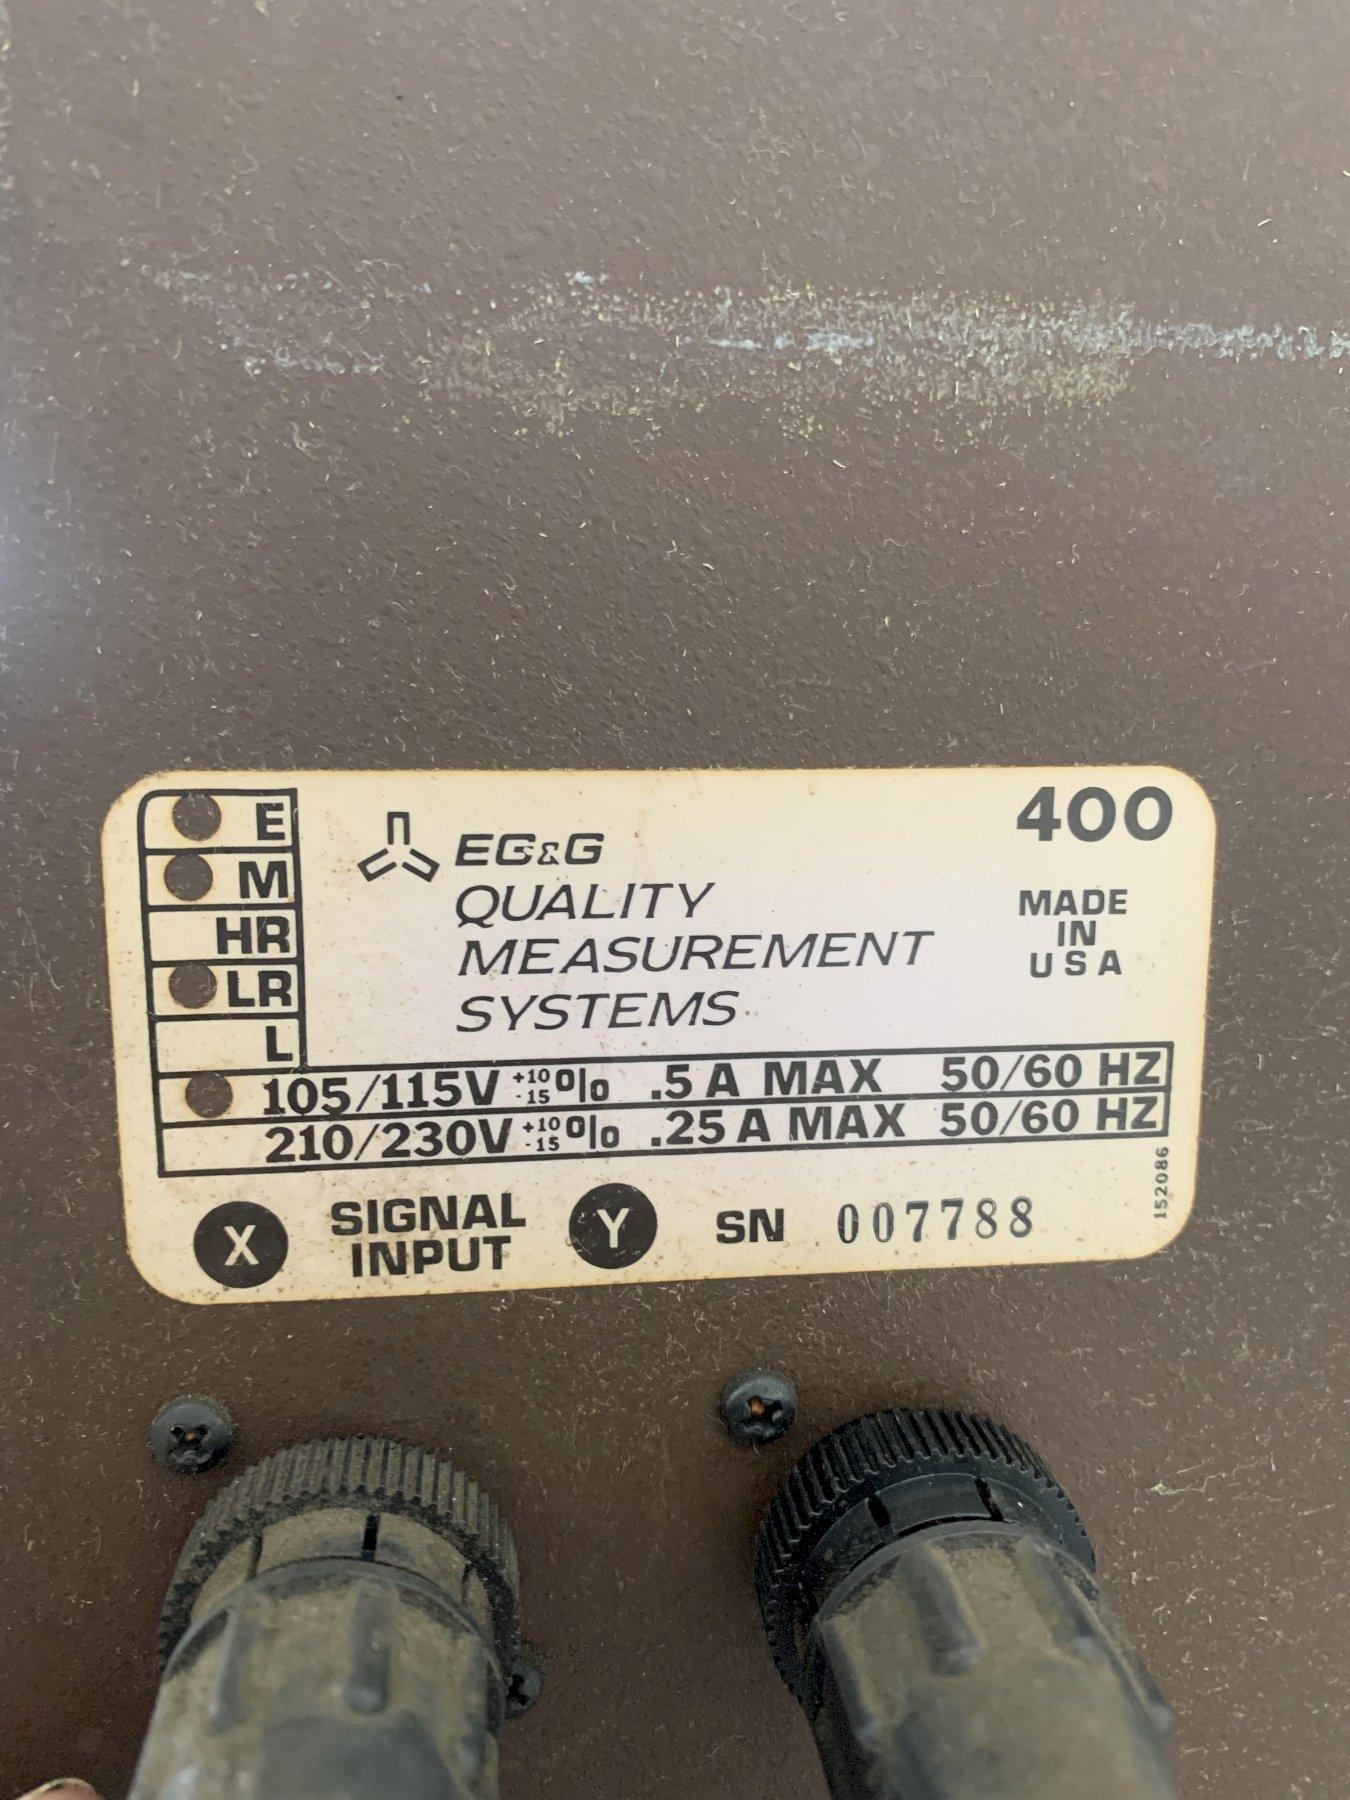 E
M
HR
LR
L
EG&G
QUALITY
MEASUREMENT
SYSTEMS
400
MADE
IN
USA
105/115V +10 -15 % .5 A MAX 50/60 HZ
210/230V +10 -15 % .25 A MAX 50/60 HZ
X SIGNAL INPUT Y SN 007788
152086